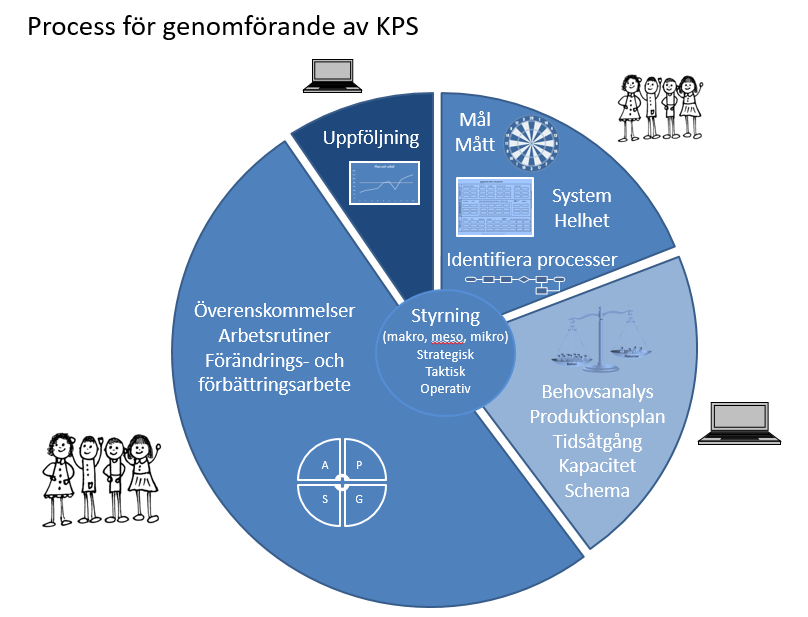 Process för genomförande av KPS
Uppföljning
Mål
Mått
System
Helhet
Identifiera processer
Styrning
(makro, meso, mikro)
Strategisk
Taktisk
Operativ
Behovsanalys
Produktionsplan
Tidsåtgång
Kapacitet
Schema
Överenskommelser
Arbetsrutiner
Förändrings- och
förbättringsarbete
A P
S G